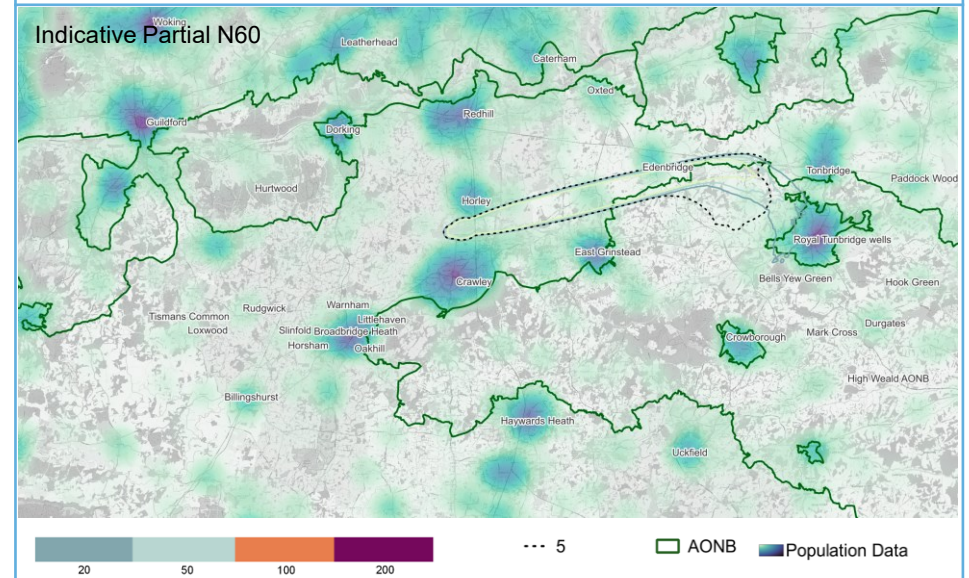 Woking
Indicative Partial N60
Leatherhead
Caterham
Oxted
Redhill
Guildford
Dorking
Edenbridge
Tonbridge
Paddock Wood
Hurtwood
Horley
Royal Tunbridge wells
East Grinstead
Bells Yew Green
Crawley
Hook Green
Warnham
Rudgwick
Tismans Common
Littlehaven
Loxwood
Slinfold Broadbridge Heath
Durgates
Mark Cross
Crowborough
Horsham
Oakhill
High Weald AONB
Billingshurst
Haywards Heath
Uckfield
5
AONB
Population Data
20 50 100 200